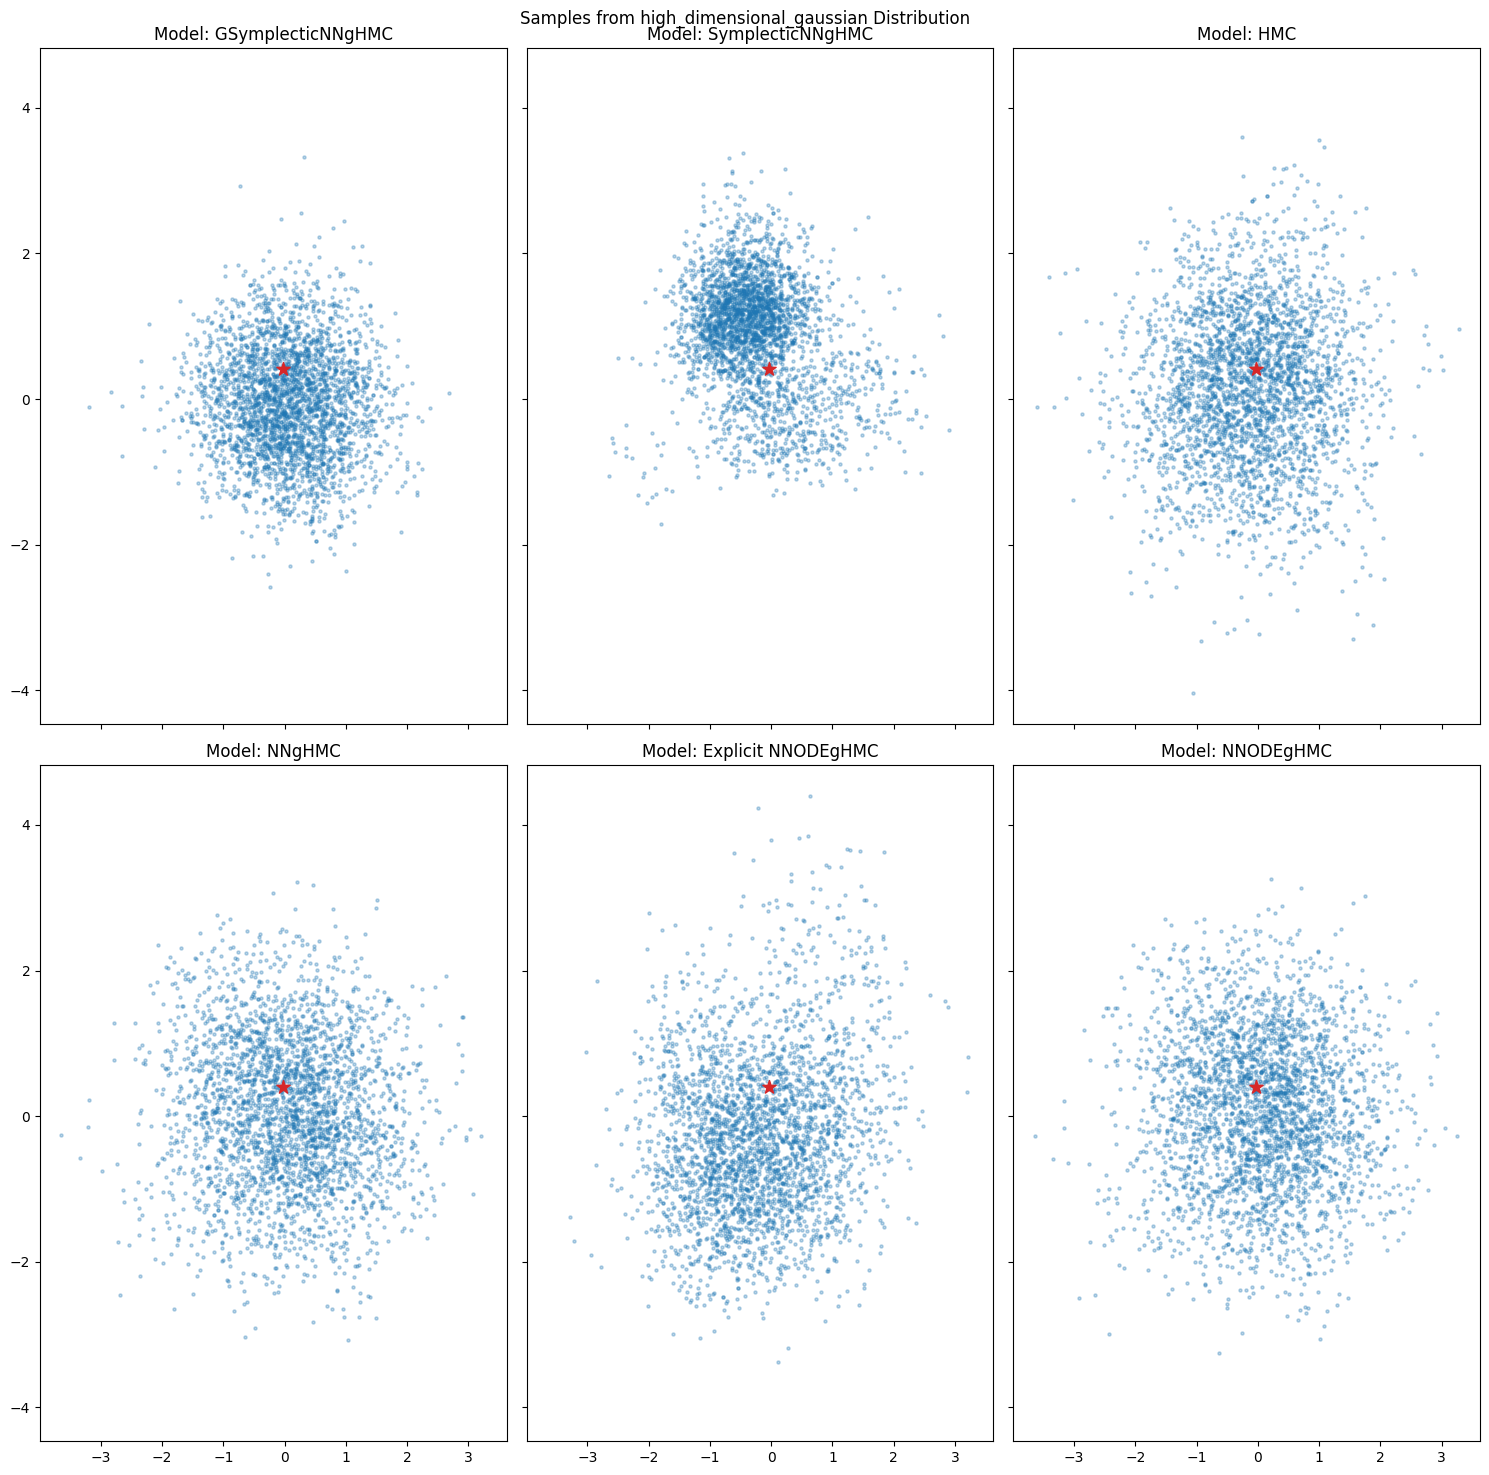 Samples from high_dimensional_gaussian Distribution
Model: GSymplecticNNgHMC
Model: SymplecticNNgHMC
Model: HMC
4
2
0
−2
−4
Model: NNgHMC
Model: Explicit NNODEgHMC
Model: NNODEgHMC
4
2
0
−2
−4
−3 −2 −1 0 1 2 3
−3 −2 −1 0 1 2 3
−3 −2 −1 0 1 2 3